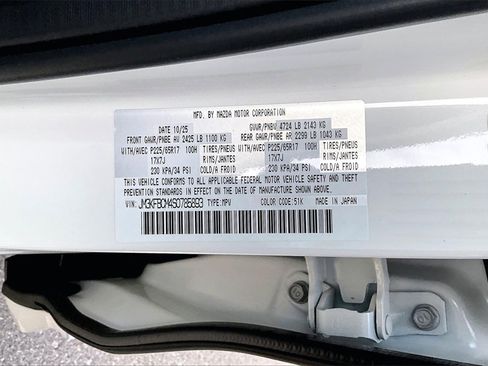 MFD. BY MAZDA MOTOR CORPORATION
DATE 10/25 GVWR/PNBV 4724 LB 2143 KG
FRONT GAWR/PNBE AV 2425 LB 1100 KG REAR GAWR/PNBE AR 2299 LB 1043 KG
WITH/AVEC P225/65R17 100H TIRES/PNEUS WITH/AVEC P225/65R17 100H TIRES/PNEUS
17X7J RIMS/JANTES 17X7J RIMS/JANTES
230 KPA/34 PSI COLD/A FROID 230 KPA/34 PSI COLD/A FROID
THIS VEHICLE CONFORMS TO ALL APPLICABLE FEDERAL MOTOR VEHICLE SAFETY AND THEFT
PREVENTION STANDARDS IN EFFECT ON THE DATE OF MANUFACTURE SHOWN ABOVE.
VIN: JM3KFBCM4S0785893 TYPE:MPV COLOR CODE:51K MADE IN JAPAN